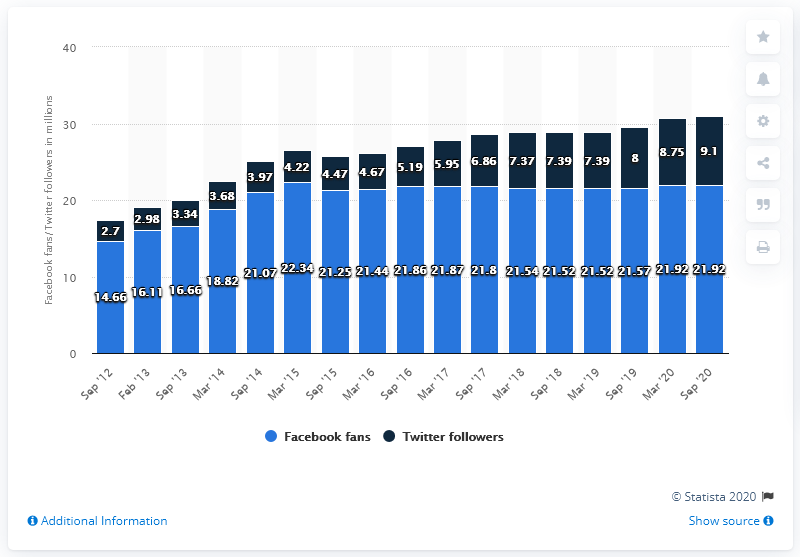 Facebook fans/Twitter followers in millions
40
30
20
10
0
2.7 2.98 3.34 3.68 3.97 4.22 4.47 4.67 5.19 5.95 6.86 7.37 7.39 7.39 8 8.75 9.1
14.66 16.11 16.66 18.82 21.07 22.34 21.25 21.44 21.86 21.87 21.8 21.54 21.52 21.52 21.57 21.92 21.92
Sep '12 Feb '13 Sep '13 Mar '14 Sep '14 Mar '15 Sep '15 Mar '16 Sep '16 Mar '17 Sep '17 Mar '18 Sep '18 Mar '19 Sep '19 Mar '20 Sep '20
Facebook fans Twitter followers
© Statista 2020
Additional Information Show source